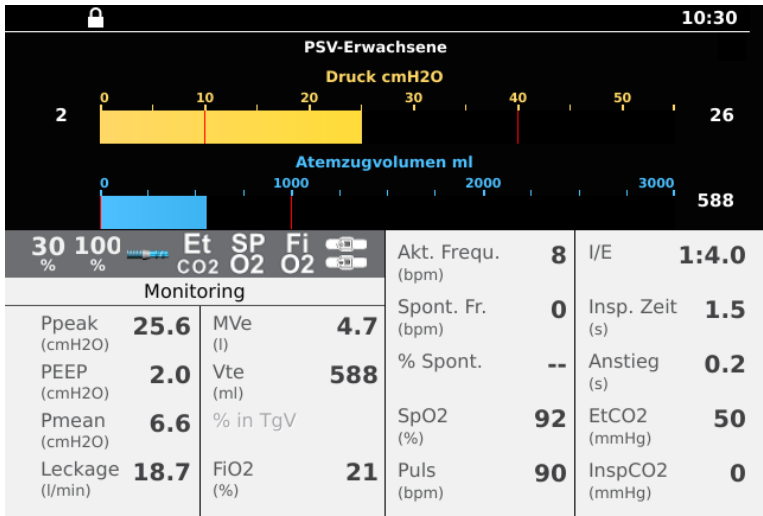 10:30
PSV-Erwachsene
Druck cmH2O
0 10 20 30 40 50
2 26
Atemzugvolumen ml
0 1000 2000 3000
588
30 % 100 % Et CO2 SP O2 Fi O2
Monitoring
Ppeak (cmH2O) 25.6
PEEP (cmH2O) 2.0
Pmean (cmH2O) 6.6
Leckage (l/min) 18.7
MVe (l) 4.7
Vte (ml) 588
% in TgV
FiO2 (%) 21
Akt. Frequ. (bpm) 8
Spont. Fr. (bpm) 0
% Spont. --
SpO2 (%) 92
Puls (bpm) 90
I/E 1:4.0
Insp. Zeit (s) 1.5
Anstieg (s) 0.2
EtCO2 (mmHg) 50
InspCO2 (mmHg) 0